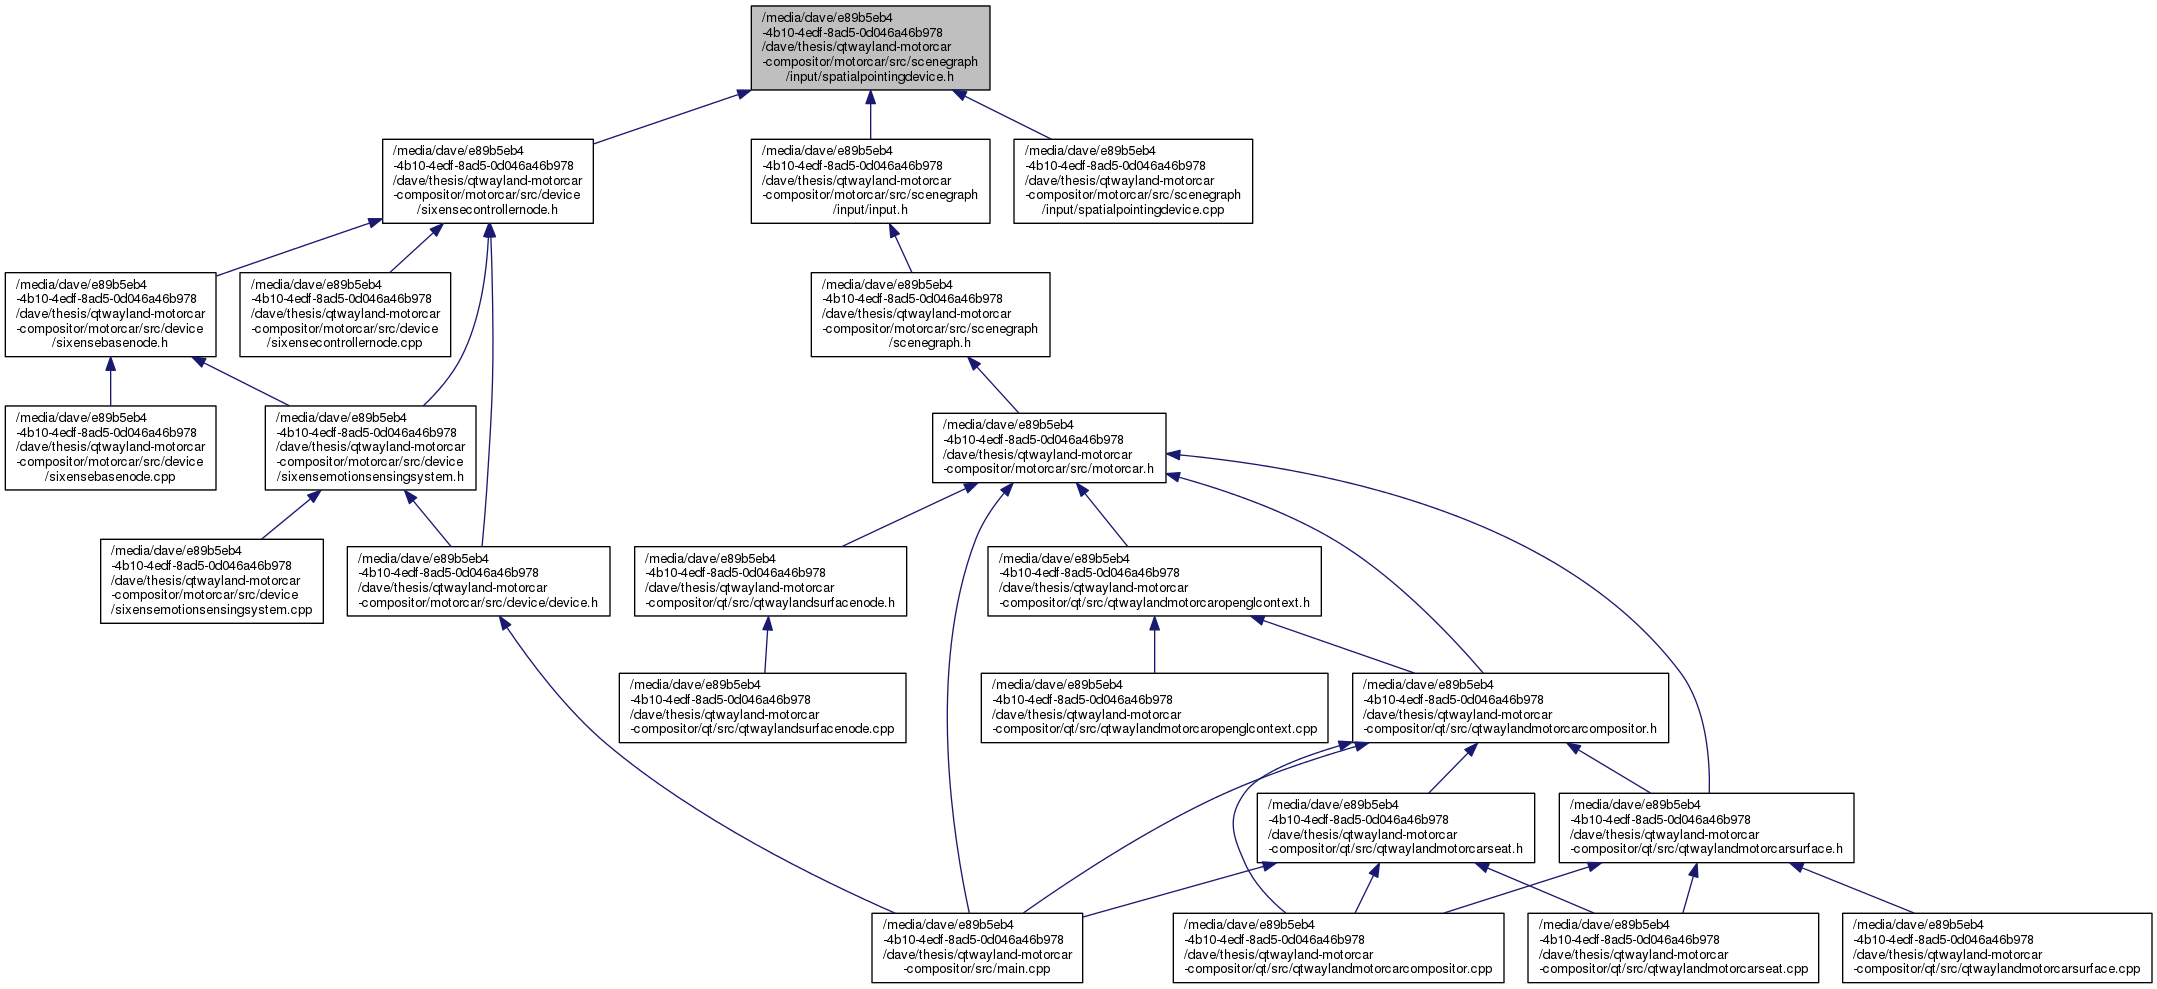 /media/dave/e89b5eb4
-4b10-4edf-8ad5-0d046a46b978
/dave/thesis/qtwayland-motorcar
-compositor/motorcar/src/scenegraph
/input/spatialpointingdevice.h
/media/dave/e89b5eb4
-4b10-4edf-8ad5-0d046a46b978
/dave/thesis/qtwayland-motorcar
-compositor/motorcar/src/device
/sixensecontrollernode.h
/media/dave/e89b5eb4
-4b10-4edf-8ad5-0d046a46b978
/dave/thesis/qtwayland-motorcar
-compositor/motorcar/src/scenegraph
/input/input.h
/media/dave/e89b5eb4
-4b10-4edf-8ad5-0d046a46b978
/dave/thesis/qtwayland-motorcar
-compositor/motorcar/src/scenegraph
/input/spatialpointingdevice.cpp
/media/dave/e89b5eb4
-4b10-4edf-8ad5-0d046a46b978
/dave/thesis/qtwayland-motorcar
-compositor/motorcar/src/device
/sixensebasenode.h
/media/dave/e89b5eb4
-4b10-4edf-8ad5-0d046a46b978
/dave/thesis/qtwayland-motorcar
-compositor/motorcar/src/device
/sixensecontrollernode.cpp
/media/dave/e89b5eb4
-4b10-4edf-8ad5-0d046a46b978
/dave/thesis/qtwayland-motorcar
-compositor/motorcar/src/scenegraph
/scenegraph.h
/media/dave/e89b5eb4
-4b10-4edf-8ad5-0d046a46b978
/dave/thesis/qtwayland-motorcar
-compositor/motorcar/src/device
/sixensebasenode.cpp
/media/dave/e89b5eb4
-4b10-4edf-8ad5-0d046a46b978
/dave/thesis/qtwayland-motorcar
-compositor/motorcar/src/device
/sixensemotionsensingsystem.h
/media/dave/e89b5eb4
-4b10-4edf-8ad5-0d046a46b978
/dave/thesis/qtwayland-motorcar
-compositor/motorcar/src/motorcar.h
/media/dave/e89b5eb4
-4b10-4edf-8ad5-0d046a46b978
/dave/thesis/qtwayland-motorcar
-compositor/motorcar/src/device
/sixensemotionsensingsystem.cpp
/media/dave/e89b5eb4
-4b10-4edf-8ad5-0d046a46b978
/dave/thesis/qtwayland-motorcar
-compositor/motorcar/src/device/device.h
/media/dave/e89b5eb4
-4b10-4edf-8ad5-0d046a46b978
/dave/thesis/qtwayland-motorcar
-compositor/qt/src/qtwaylandsurfacenode.h
/media/dave/e89b5eb4
-4b10-4edf-8ad5-0d046a46b978
/dave/thesis/qtwayland-motorcar
-compositor/qt/src/qtwaylandmotorcaropenglcontext.h
/media/dave/e89b5eb4
-4b10-4edf-8ad5-0d046a46b978
/dave/thesis/qtwayland-motorcar
-compositor/qt/src/qtwaylandsurfacenode.cpp
/media/dave/e89b5eb4
-4b10-4edf-8ad5-0d046a46b978
/dave/thesis/qtwayland-motorcar
-compositor/qt/src/qtwaylandmotorcaropenglcontext.cpp
/media/dave/e89b5eb4
-4b10-4edf-8ad5-0d046a46b978
/dave/thesis/qtwayland-motorcar
-compositor/qt/src/qtwaylandmotorcarcompositor.h
/media/dave/e89b5eb4
-4b10-4edf-8ad5-0d046a46b978
/dave/thesis/qtwayland-motorcar
-compositor/qt/src/qtwaylandmotorcarseat.h
/media/dave/e89b5eb4
-4b10-4edf-8ad5-0d046a46b978
/dave/thesis/qtwayland-motorcar
-compositor/qt/src/qtwaylandmotorcarsurface.h
/media/dave/e89b5eb4
-4b10-4edf-8ad5-0d046a46b978
/dave/thesis/qtwayland-motorcar
-compositor/src/main.cpp
/media/dave/e89b5eb4
-4b10-4edf-8ad5-0d046a46b978
/dave/thesis/qtwayland-motorcar
-compositor/qt/src/qtwaylandmotorcarcompositor.cpp
/media/dave/e89b5eb4
-4b10-4edf-8ad5-0d046a46b978
/dave/thesis/qtwayland-motorcar
-compositor/qt/src/qtwaylandmotorcarseat.cpp
/media/dave/e89b5eb4
-4b10-4edf-8ad5-0d046a46b978
/dave/thesis/qtwayland-motorcar
-compositor/qt/src/qtwaylandmotorcarsurface.cpp